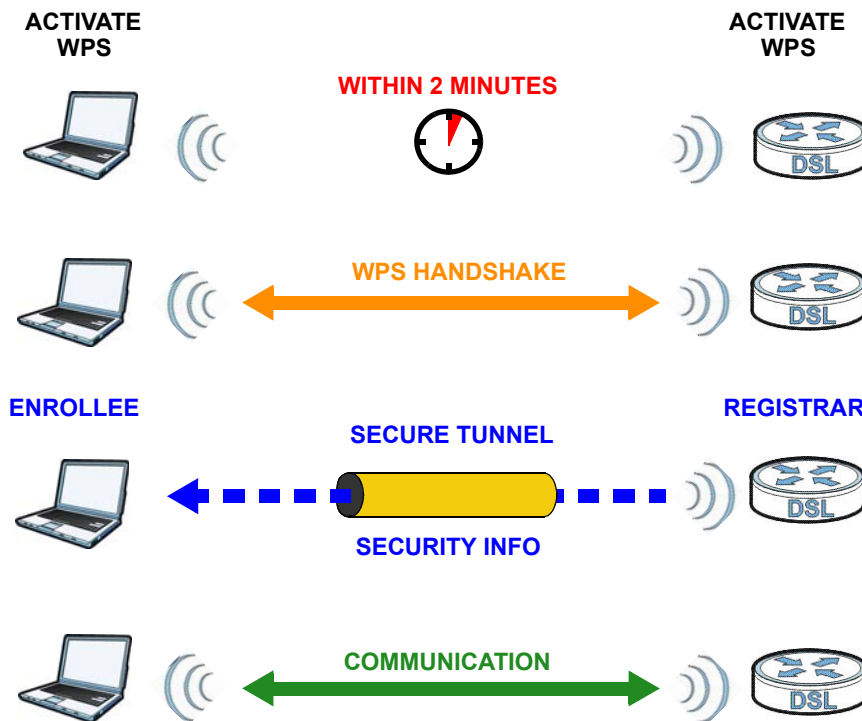 ACTIVATE
WPS
ACTIVATE
WPS
WITHIN 2 MINUTES
DSL
WPS HANDSHAKE
DSL
ENROLLEE
REGISTRAR
SECURE TUNNEL
DSL
SECURITY INFO
COMMUNICATION
DSL